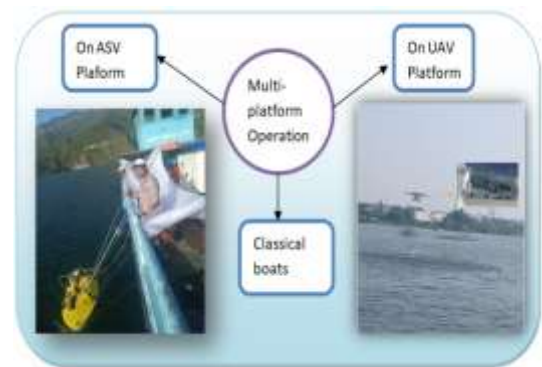 On ASV
Plaform
On UAV
Platform
Multi-
platform
Operation
Classical
boats